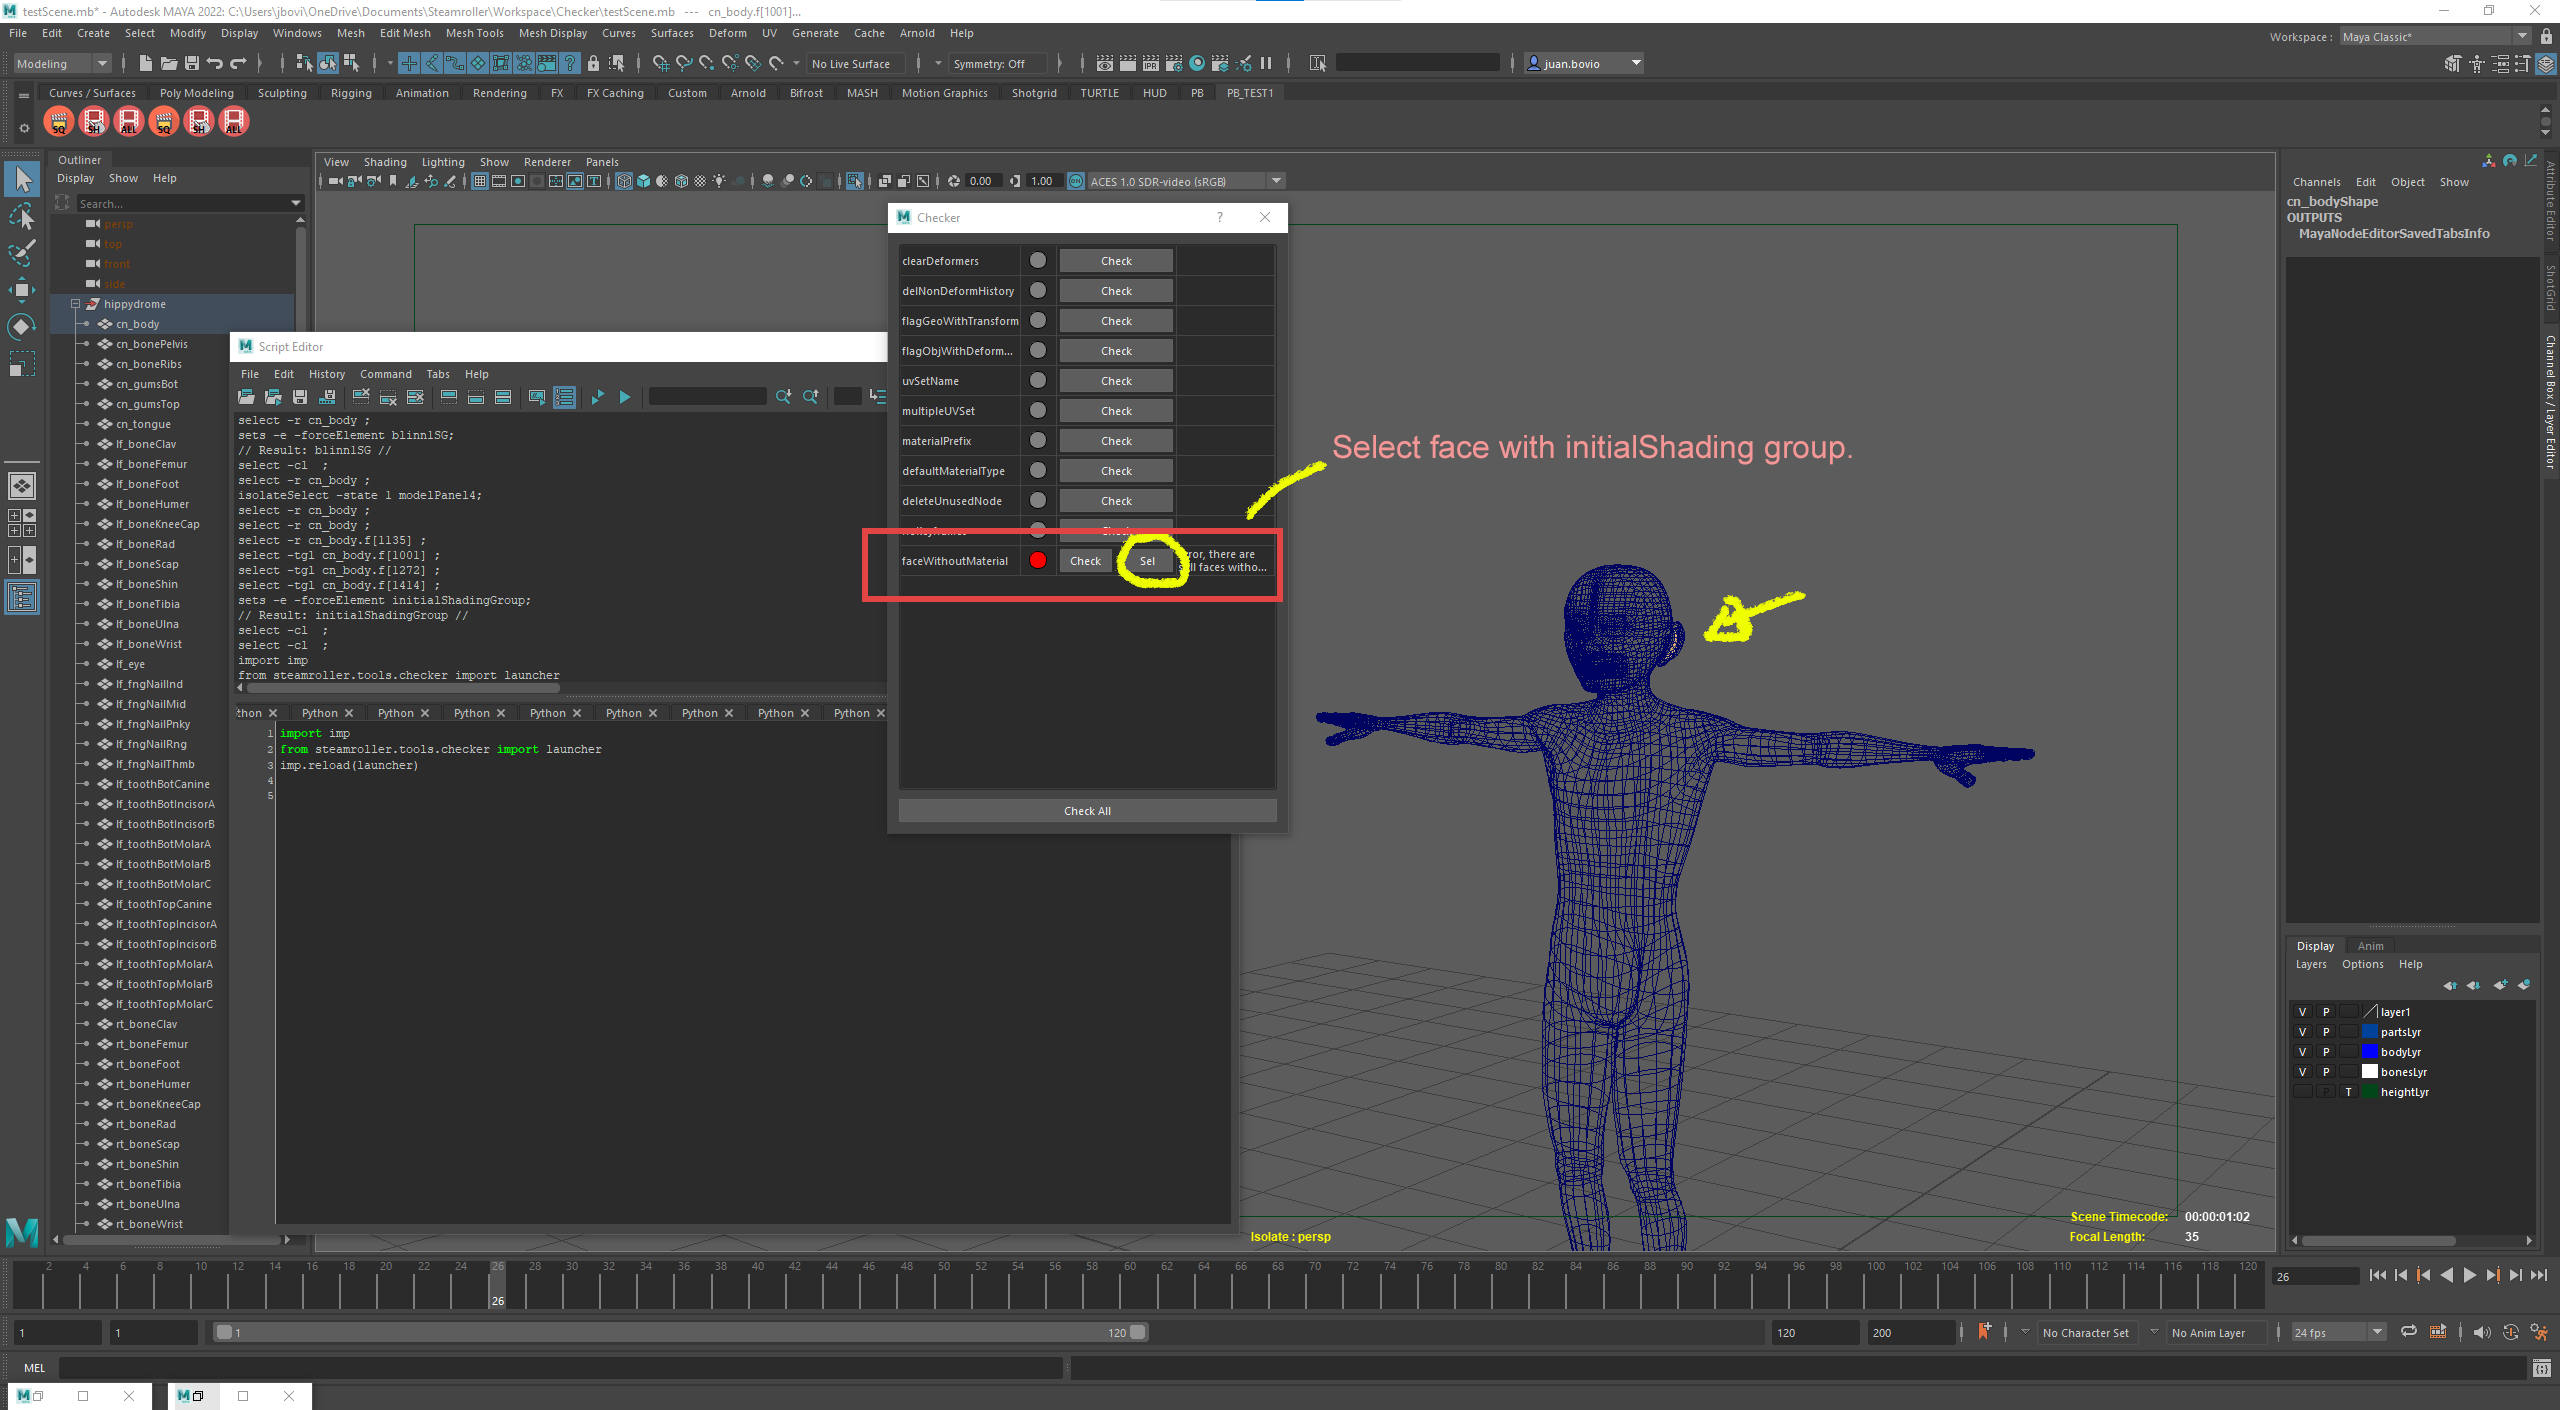 testScene.mb* - Autodesk MAYA 2022: C:\Users\jbovi\OneDrive\Documents\Steamroller\Workspace\Checker\testScene.mb --- cn_body.f[1001]...
File Edit Create Select Modify Display Windows Mesh Edit Mesh Mesh Tools Mesh Display Curves Surfaces Deform UV Generate Cache Arnold Help
Workspace : Maya Classic*
Modeling No Live Surface Symmetry: Off juan.bovio
Curves / Surfaces Poly Modeling Sculpting Rigging Animation Rendering FX FX Caching Custom Arnold Bifrost MASH Motion Graphics Shotgrid TURTLE HUD PB PB_TEST1
SQ SH ALL SQ SH ALL
Outliner
Display Show Help
Search...
persp
top
front
side
hippydrome
cn_body
cn_bonePelvis
cn_boneRibs
cn_gumsBot
cn_gumsTop
cn_tongue
lf_boneClav
lf_boneFemur
lf_boneFoot
lf_boneHumer
lf_boneKneeCap
lf_boneRad
lf_boneScap
lf_boneShin
lf_boneTibia
lf_boneUlna
lf_boneWrist
lf_eye
lf_fngNailInd
lf_fngNailMid
lf_fngNailPnky
lf_fngNailRng
lf_fngNailThmb
lf_toothBotCanine
lf_toothBotIncisorA
lf_toothBotIncisorB
lf_toothBotMolarA
lf_toothBotMolarB
lf_toothBotMolarC
lf_toothTopCanine
lf_toothTopIncisorA
lf_toothTopIncisorB
lf_toothTopMolarA
lf_toothTopMolarB
lf_toothTopMolarC
rt_boneClav
rt_boneFemur
rt_boneFoot
rt_boneHumer
rt_boneKneeCap
rt_boneRad
rt_boneScap
rt_boneShin
rt_boneTibia
rt_boneUlna
rt_boneWrist
View Shading Lighting Show Renderer Panels
0.00 1.00 ACES 1.0 SDR-video (sRGB)
Script Editor
File Edit History Command Tabs Help
select -r cn_body ;
sets -e -forceElement blinn1SG;
// Result: blinn1SG //
select -cl ;
select -r cn_body ;
isolateSelect -state 1 modelPanel4;
select -r cn_body ;
select -r cn_body ;
select -r cn_body.f[1135] ;
select -tgl cn_body.f[1001] ;
select -tgl cn_body.f[1272] ;
select -tgl cn_body.f[1414] ;
sets -e -forceElement initialShadingGroup;
// Result: initialShadingGroup //
select -cl ;
select -cl ;
import imp
from steamroller.tools.checker import launcher
thon Python Python Python Python Python Python Python Python
1 import imp
2 from steamroller.tools.checker import launcher
3 imp.reload(launcher)
4
5
Checker ?
clearDeformers Check
delNonDeformHistory Check
flagGeoWithTransform Check
flagObjWithDeform... Check
uvSetName Check
multipleUVSet Check
materialPrefix Check
defaultMaterialType Check
deleteUnusedNode Check
faceWithoutMaterial Check Sel ror, there are
ll faces witho...
Check All
Select face with initialShading group.
Isolate : persp
Scene Timecode: 00:00:01:02
Focal Length: 35
Channels Edit Object Show
cn_bodyShape
OUTPUTS
MayaNodeEditorSavedTabsInfo
Attribute Editor
ShotGrid
Channel Box / Layer Editor
Display Anim
Layers Options Help
V P layer1
V P partsLyr
V P bodyLyr
V P bonesLyr
P T heightLyr
2 4 6 8 10 12 14 16 18 20 22 24 26 28 30 32 34 36 38 40 42 44 46 48 50 52 54 56 58 60 62 64 66 68 70 72 74 76 78 80 82 84 86 88 90 92 94 96 98 100 102 104 106 108 110 112 114 116 118 120
26
26
1 1 1 120 120 200 No Character Set No Anim Layer 24 fps
MEL